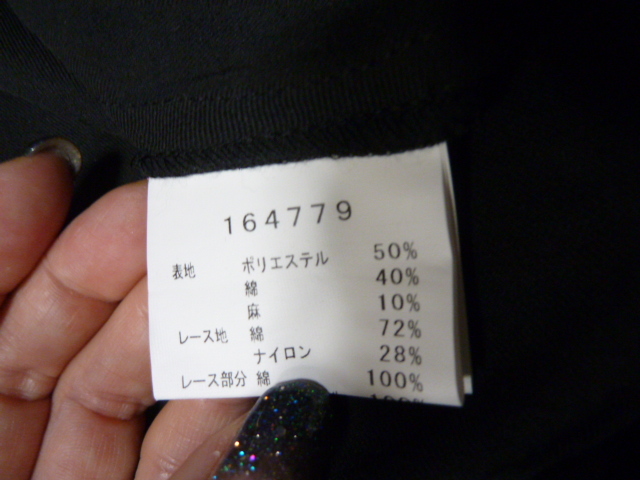 164779
表地 ポリエステル 50%
綿 40%
麻 10%
レース地 綿 72%
ナイロン 28%
レース部分 綿 100%
100%